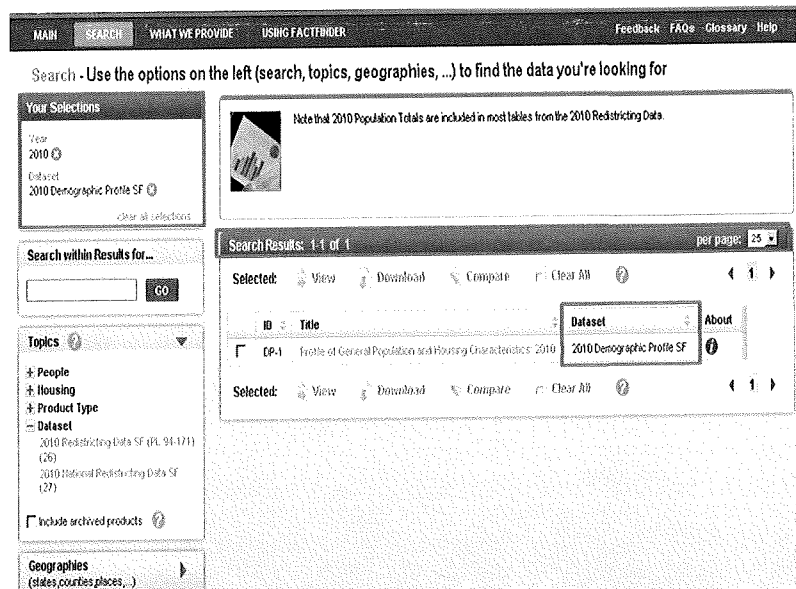 MAIN SEARCH WHAT WE PROVIDE USING FACTFINDER Feedback FAQs Glossary Help
Search - Use the options on the left (search, topics, geographies, ...) to find the data you're looking for
Your Selections
Year
2010
Dataset
2010 Demographic Profile SF
clear all selections
Note that 2010 Population Totals are included in most tables from the 2010 Redistricting Data.
Search within Results for...
GO
Topics
People
Housing
Product Type
Dataset
2010 Redistricting Data SF (PL 94-171)
(26)
2010 National Redistricting Data SF
(27)
Include archived products
Geographies
(states, counties, places, ...)
Search Results: 1-1 of 1 per page: 25
Selected: View Download Compare Clear All 1
ID Title Dataset About
DP-1 Profile of General Population and Housing Characteristics: 2010 2010 Demographic Profile SF
Selected: View Download Compare Clear All 1